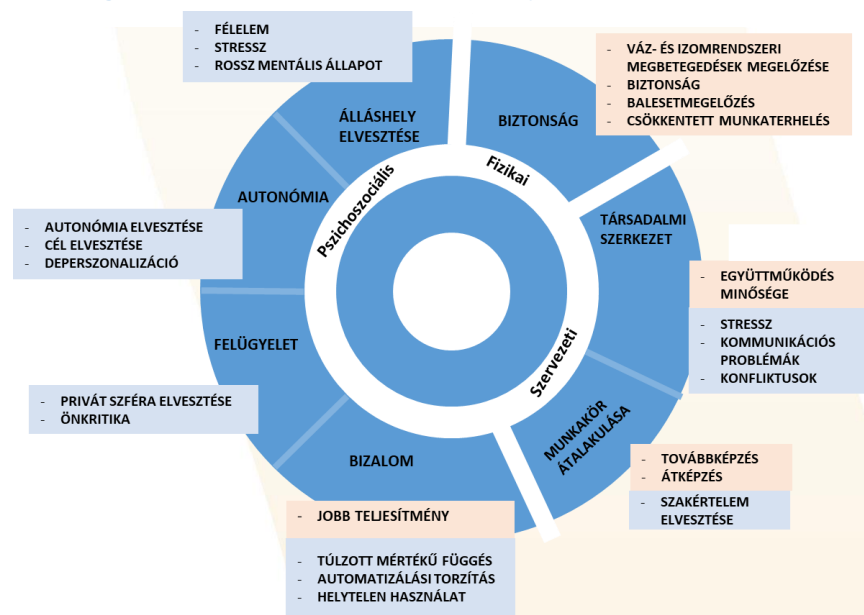 - FÉLELEM
- STRESSZ
- ROSSZ MENTÁLIS ÁLLAPOT
- VÁZ- ÉS IZOMRENDSZERI
MEGBETEGEDÉSEK MEGELŐZÉSE
- BIZTONSÁG
- BALESETMEGELŐZÉS
- CSÖKKENTETT MUNKATERHELÉS
ÁLLÁSHELY
ELVESZTÉSE
BIZTONSÁG
Fizikai
Pszichoszociális
AUTONÓMIA
TÁRSADALMI
SZERKEZET
- AUTONÓMIA ELVESZTÉSE
- CÉL ELVESZTÉSE
- DEPERSZONALIZÁCIÓ
- EGYÜTTMŰKÖDÉS
MINŐSÉGE
- STRESSZ
- KOMMUNIKÁCIÓS
PROBLÉMÁK
- KONFLIKTUSOK
FELÜGYELET
Szervezeti
- PRIVÁT SZFÉRA ELVESZTÉSE
- ÖNKRITIKA
MUNKAKÖR
ÁTALAKULÁSA
BIZALOM
- TOVÁBBKÉPZÉS
- ÁTKÉPZÉS
- SZAKÉRTELEM
ELVESZTÉSE
- JOBB TELJESÍTMÉNY
- TÚLZOTT MÉRTÉKŰ FÜGGÉS
- AUTOMATIZÁLÁSI TORZÍTÁS
- HELYTELEN HASZNÁLAT